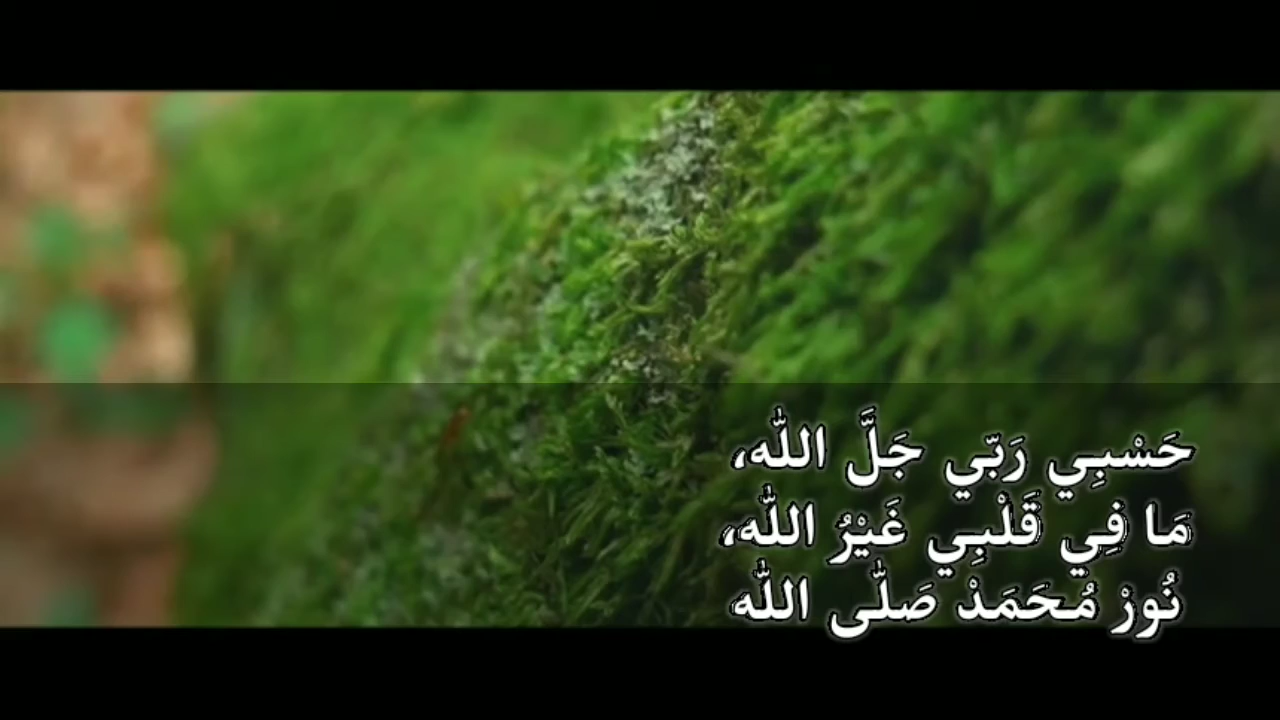 حَسْبِي رَبّي جَلَّ اللّٰه،
مَا فِي قَلْبِي غَيْرُ اللّٰه،
نُورْ مُحَمَدْ صَلّٰى اللّٰه